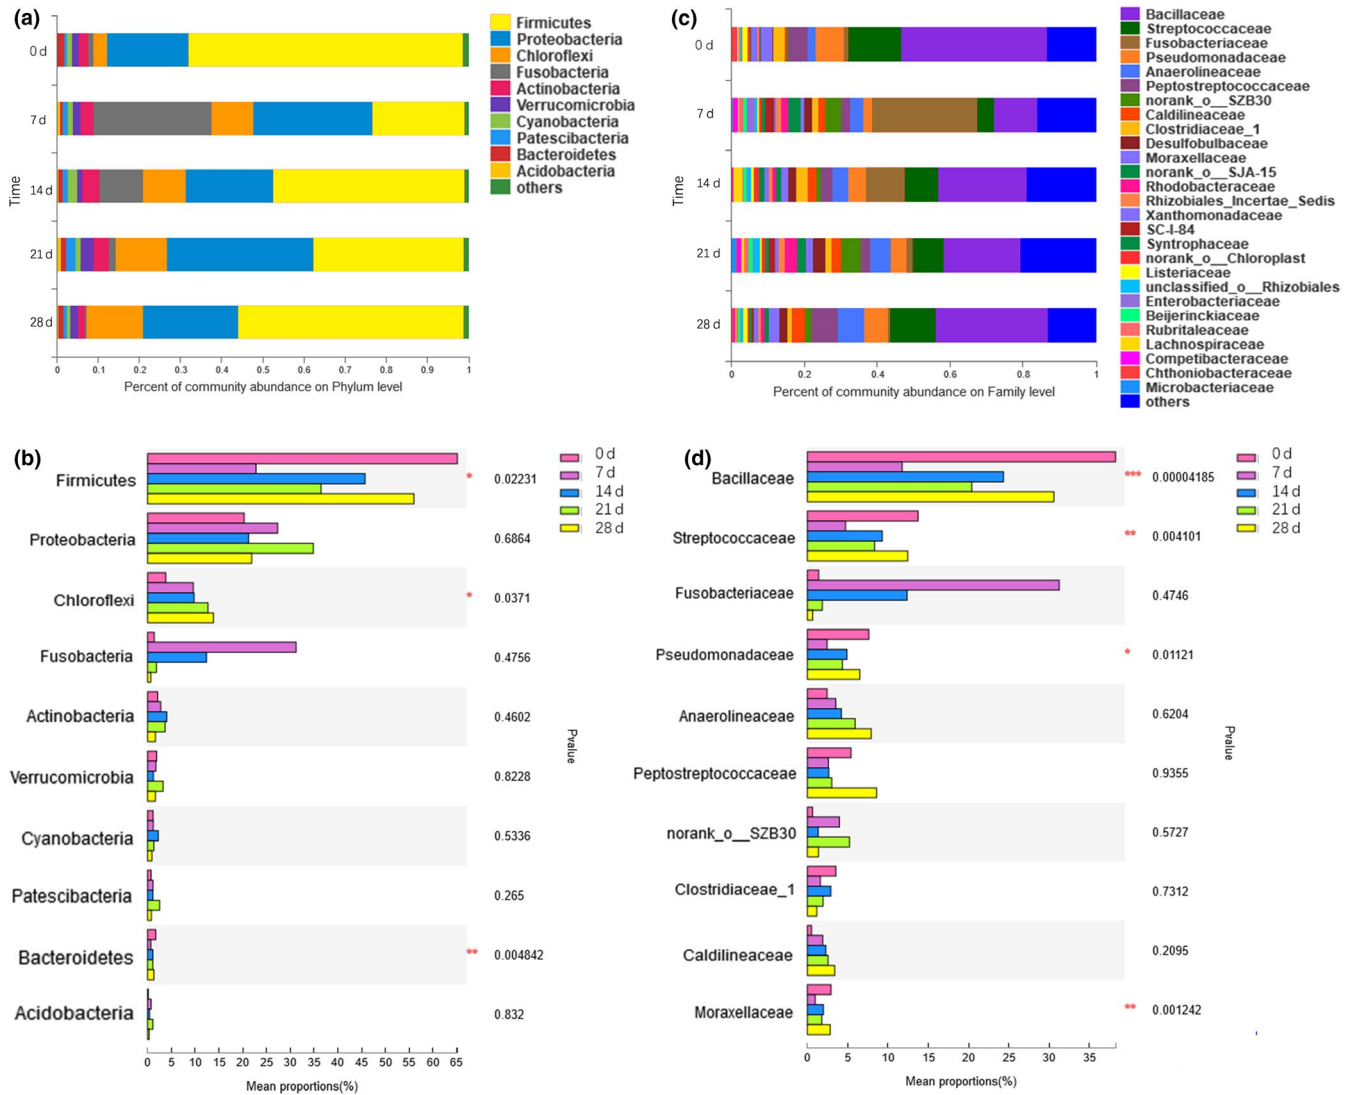 (a)
0 d
7 d
14 d
21 d
28 d
Time
0
0.1
0.2
0.3
0.4
0.5
0.6
0.7
0.8
0.9
1
Percent of community abundance on Phylum level
Firmicutes
Proteobacteria
Chloroflexi
Fusobacteria
Actinobacteria
Verrucomicrobia
Cyanobacteria
Patescibacteria
Bacteroidetes
Acidobacteria
others
(c)
0 d
7 d
14 d
21 d
28 d
Time
0
0.2
0.4
0.6
0.8
1
Percent of community abundance on Family level
Bacillaceae
Streptococcaceae
Fusobacteriaceae
Pseudomonadaceae
Anaerolineaceae
Peptostreptococcaceae
norank_o__SZB30
Caldilineaceae
Clostridiaceae_1
Desulfobulbaceae
Moraxellaceae
norank_o__SJA-15
Rhodobacteraceae
Rhizobiales_Incertae_Sedis
Xanthomonadaceae
SC-I-84
Syntrophaceae
norank_o__Chloroplast
Listeriaceae
unclassified_o__Rhizobiales
Enterobacteriaceae
Beijerinckiaceae
Rubritaleaceae
Lachnospiraceae
Competibacteraceae
Chthoniobacteraceae
Microbacteriaceae
others
(b)
Firmicutes * 0.02231
Proteobacteria 0.6864
Chloroflexi * 0.0371
Fusobacteria 0.4756
Actinobacteria 0.4602
Verrucomicrobia 0.8228
Cyanobacteria 0.5336
Patescibacteria 0.265
Bacteroidetes ** 0.004842
Acidobacteria 0.832
0 5 10 15 20 25 30 35 40 45 50 55 60 65
Mean proportions(%)
0 d
7 d
14 d
21 d
28 d
Pvalue
(d)
Bacillaceae *** 0.00004185
Streptococcaceae ** 0.004101
Fusobacteriaceae 0.4746
Pseudomonadaceae * 0.01121
Anaerolineaceae 0.6204
Peptostreptococcaceae 0.9355
norank_o__SZB30 0.5727
Clostridiaceae_1 0.7312
Caldilineaceae 0.2095
Moraxellaceae ** 0.001242
0 5 10 15 20 25 30 35
Mean proportions(%)
0 d
7 d
14 d
21 d
28 d
Pvalue